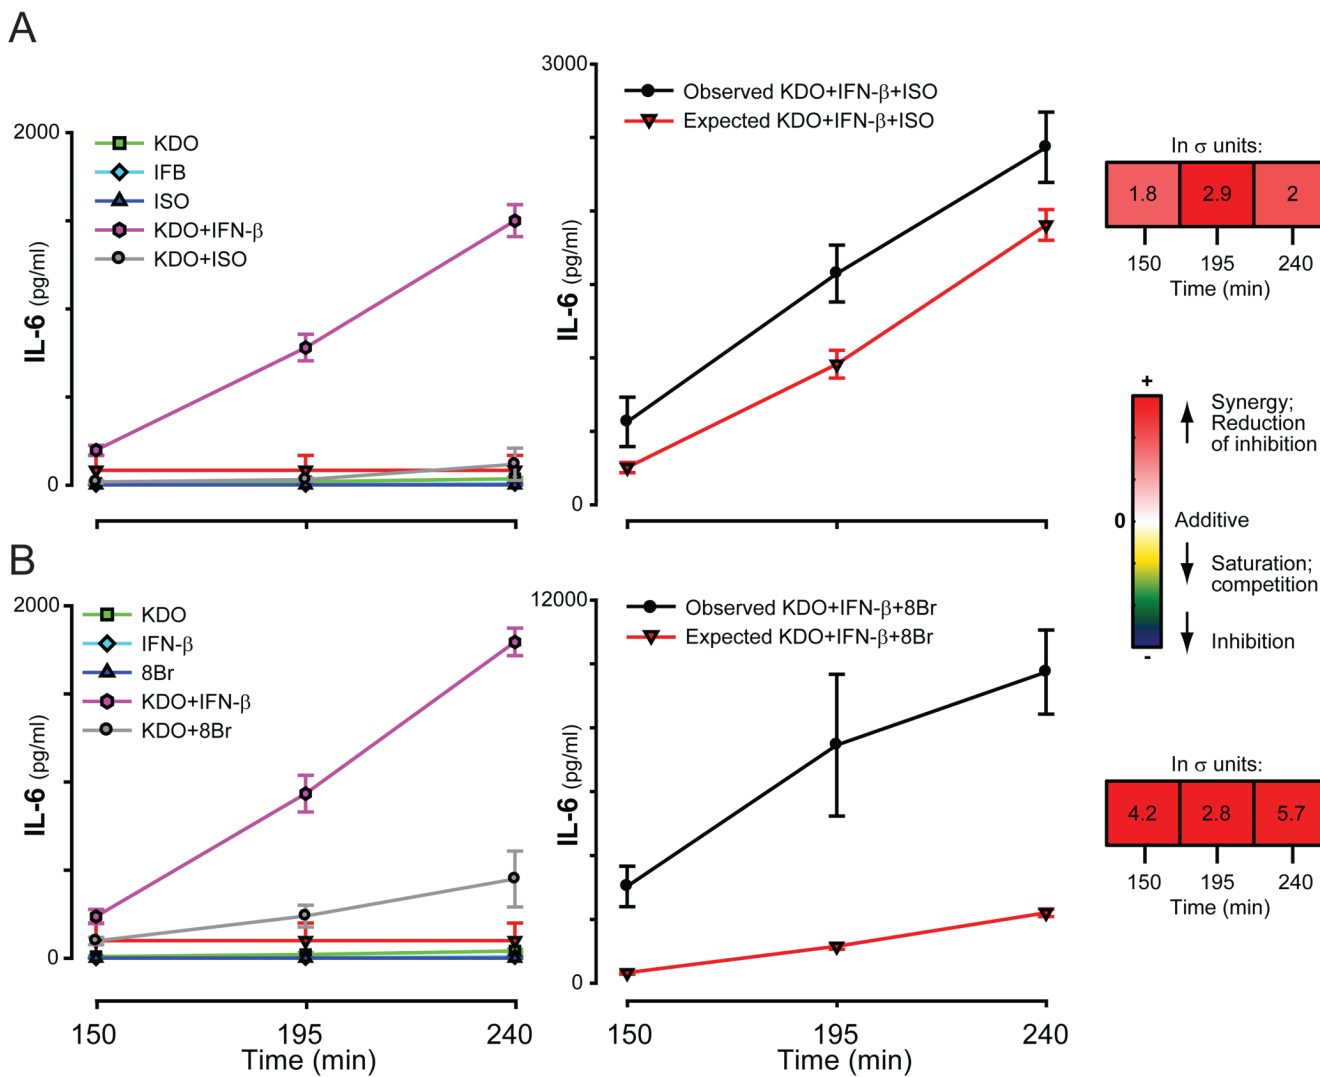 A
2000
0
IL-6 (pg/ml)
KDO
IFB
ISO
KDO+IFN-β
KDO+ISO
3000
0
IL-6 (pg/ml)
Observed KDO+IFN-β+ISO
Expected KDO+IFN-β+ISO
In σ units:
1.8 2.9 2
150 195 240
Time (min)
+
Synergy;
Reduction
of inhibition
0 Additive
Saturation;
competition
Inhibition
-
B
2000
0
IL-6 (pg/ml)
KDO
IFN-β
8Br
KDO+IFN-β
KDO+8Br
150 195 240
Time (min)
12000
0
IL-6 (pg/ml)
Observed KDO+IFN-β+8Br
Expected KDO+IFN-β+8Br
150 195 240
Time (min)
In σ units:
4.2 2.8 5.7
150 195 240
Time (min)